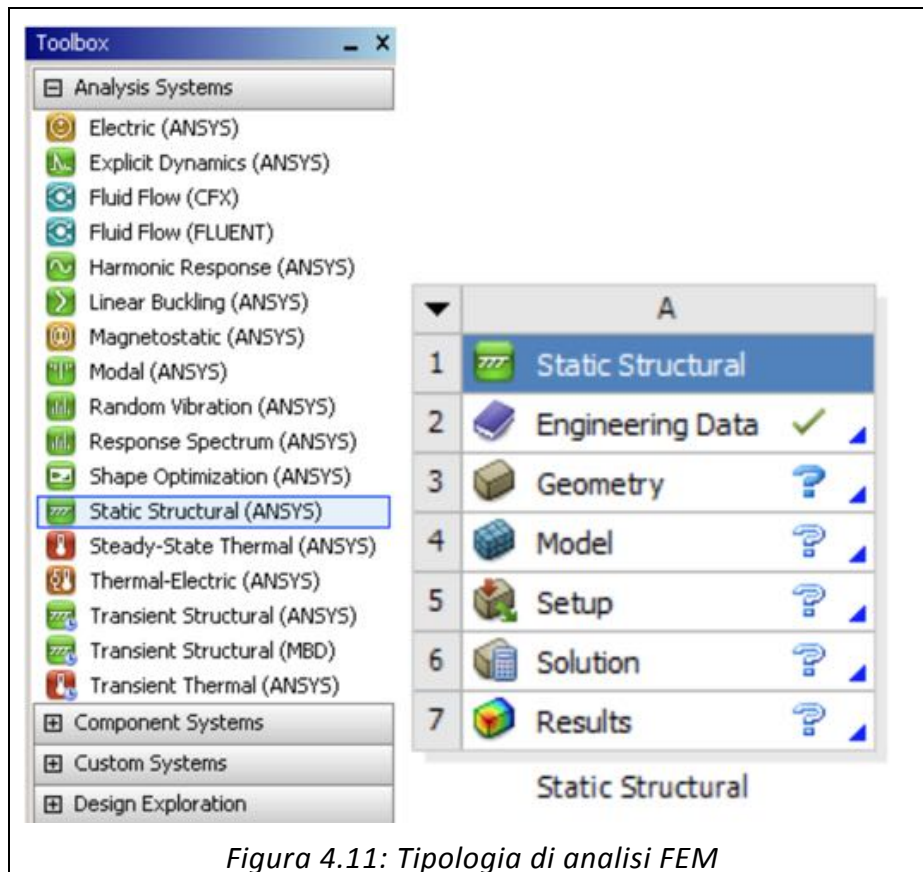 Toolbox
Analysis Systems
Electric (ANSYS)
Explicit Dynamics (ANSYS)
Fluid Flow (CFX)
Fluid Flow (FLUENT)
Harmonic Response (ANSYS)
Linear Buckling (ANSYS)
Magnetostatic (ANSYS)
Modal (ANSYS)
Random Vibration (ANSYS)
Response Spectrum (ANSYS)
Shape Optimization (ANSYS)
Static Structural (ANSYS)
Steady-State Thermal (ANSYS)
Thermal-Electric (ANSYS)
Transient Structural (ANSYS)
Transient Structural (MBD)
Transient Thermal (ANSYS)
Component Systems
Custom Systems
Design Exploration
A
1 Static Structural
2 Engineering Data
3 Geometry ?
4 Model ?
5 Setup ?
6 Solution ?
7 Results ?
Static Structural
Figura 4.11: Tipologia di analisi FEM